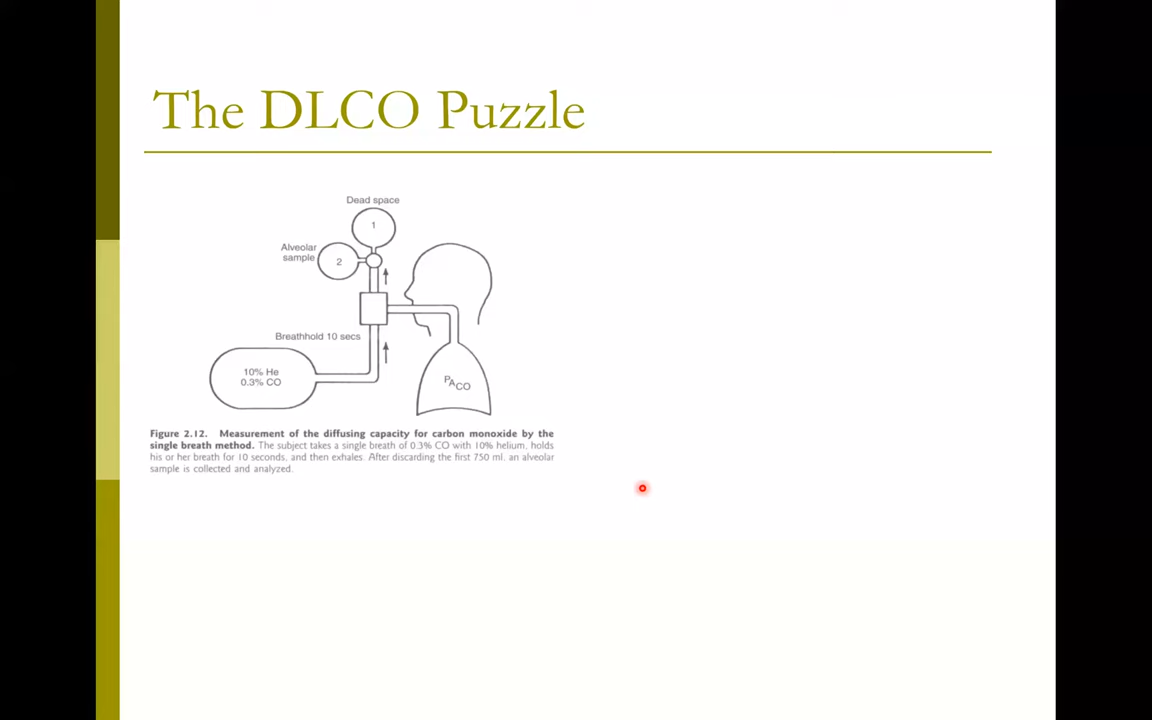 The DLCO Puzzle
Dead space
1
Alveolar
sample
2
Breathhold 10 secs
10% He
0.3% CO
PACO
Figure 2.12. Measurement of the diffusing capacity for carbon monoxide by the
single breath method. The subject takes a single breath of 0.3% CO with 10% helium, holds
his or her breath for 10 seconds, and then exhales. After discarding the first 750 ml, an alveolar
sample is collected and analyzed.